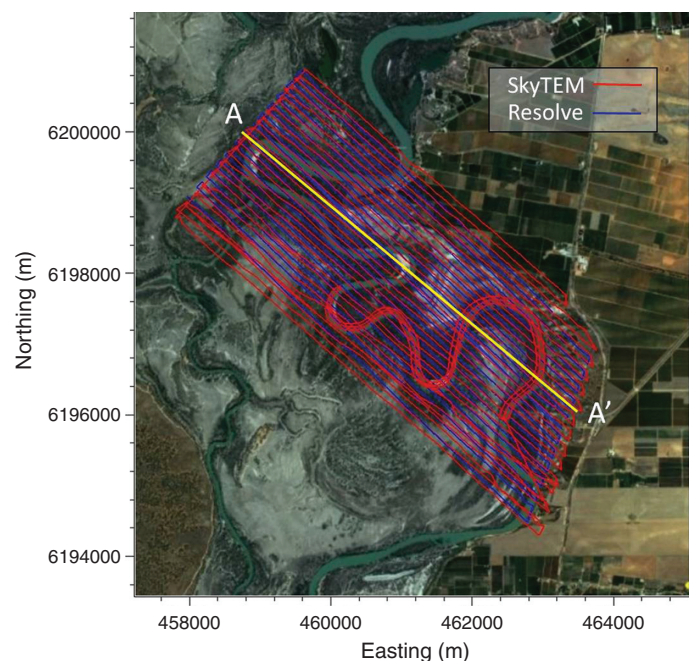 SkyTEM
Resolve
A
A’
6200000
6198000
6196000
6194000
Northing (m)
458000
460000
462000
464000
Easting (m)